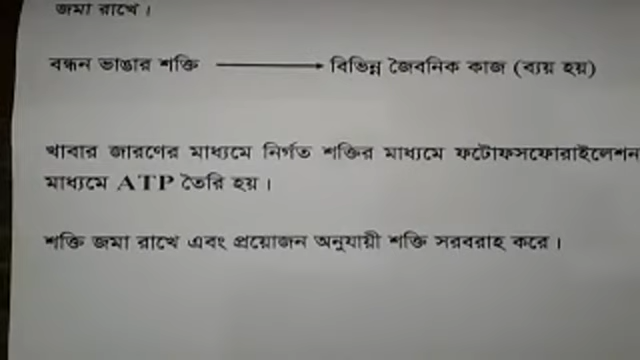 জমা রাখে।
বন্ধন ভাঙার শক্তি ⟶ বিভিন্ন জৈবনিক কাজ (ব্যয় হয়)
খাবার জারণের মাধ্যমে নির্গত শক্তির মাধ্যমে ফটোফসফোরাইলেশন
মাধ্যমে ATP তৈরি হয়।
শক্তি জমা রাখে এবং প্রয়োজন অনুযায়ী শক্তি সরবরাহ করে।